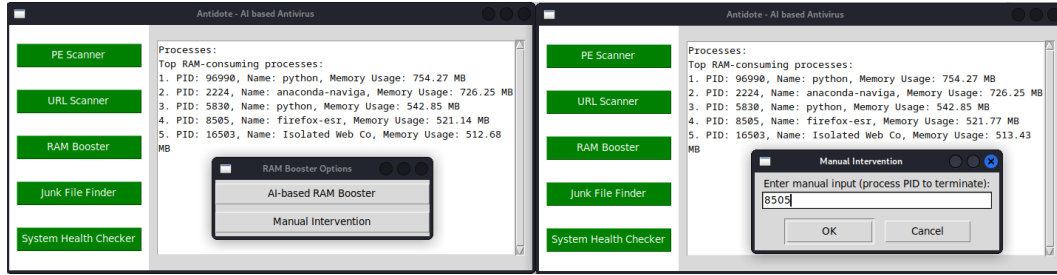 Antidote - AI based Antivirus
PE Scanner
URL Scanner
RAM Booster
Junk File Finder
System Health Checker
Processes:
Top RAM-consuming processes:
1. PID: 96990, Name: python, Memory Usage: 754.27 MB
2. PID: 2224, Name: anaconda-naviga, Memory Usage: 726.25 MB
3. PID: 5830, Name: python, Memory Usage: 542.85 MB
4. PID: 8505, Name: firefox-esr, Memory Usage: 521.14 MB
5. PID: 16503, Name: Isolated Web Co, Memory Usage: 512.68
MB
RAM Booster Options
AI-based RAM Booster
Manual Intervention
Antidote - AI based Antivirus
PE Scanner
URL Scanner
RAM Booster
Junk File Finder
System Health Checker
Processes:
Top RAM-consuming processes:
1. PID: 96990, Name: python, Memory Usage: 754.27 MB
2. PID: 2224, Name: anaconda-naviga, Memory Usage: 726.25 MB
3. PID: 5830, Name: python, Memory Usage: 542.85 MB
4. PID: 8505, Name: firefox-esr, Memory Usage: 521.77 MB
5. PID: 16503, Name: Isolated Web Co, Memory Usage: 513.43
MB
Manual Intervention
Enter manual input (process PID to terminate):
8505
OK
Cancel